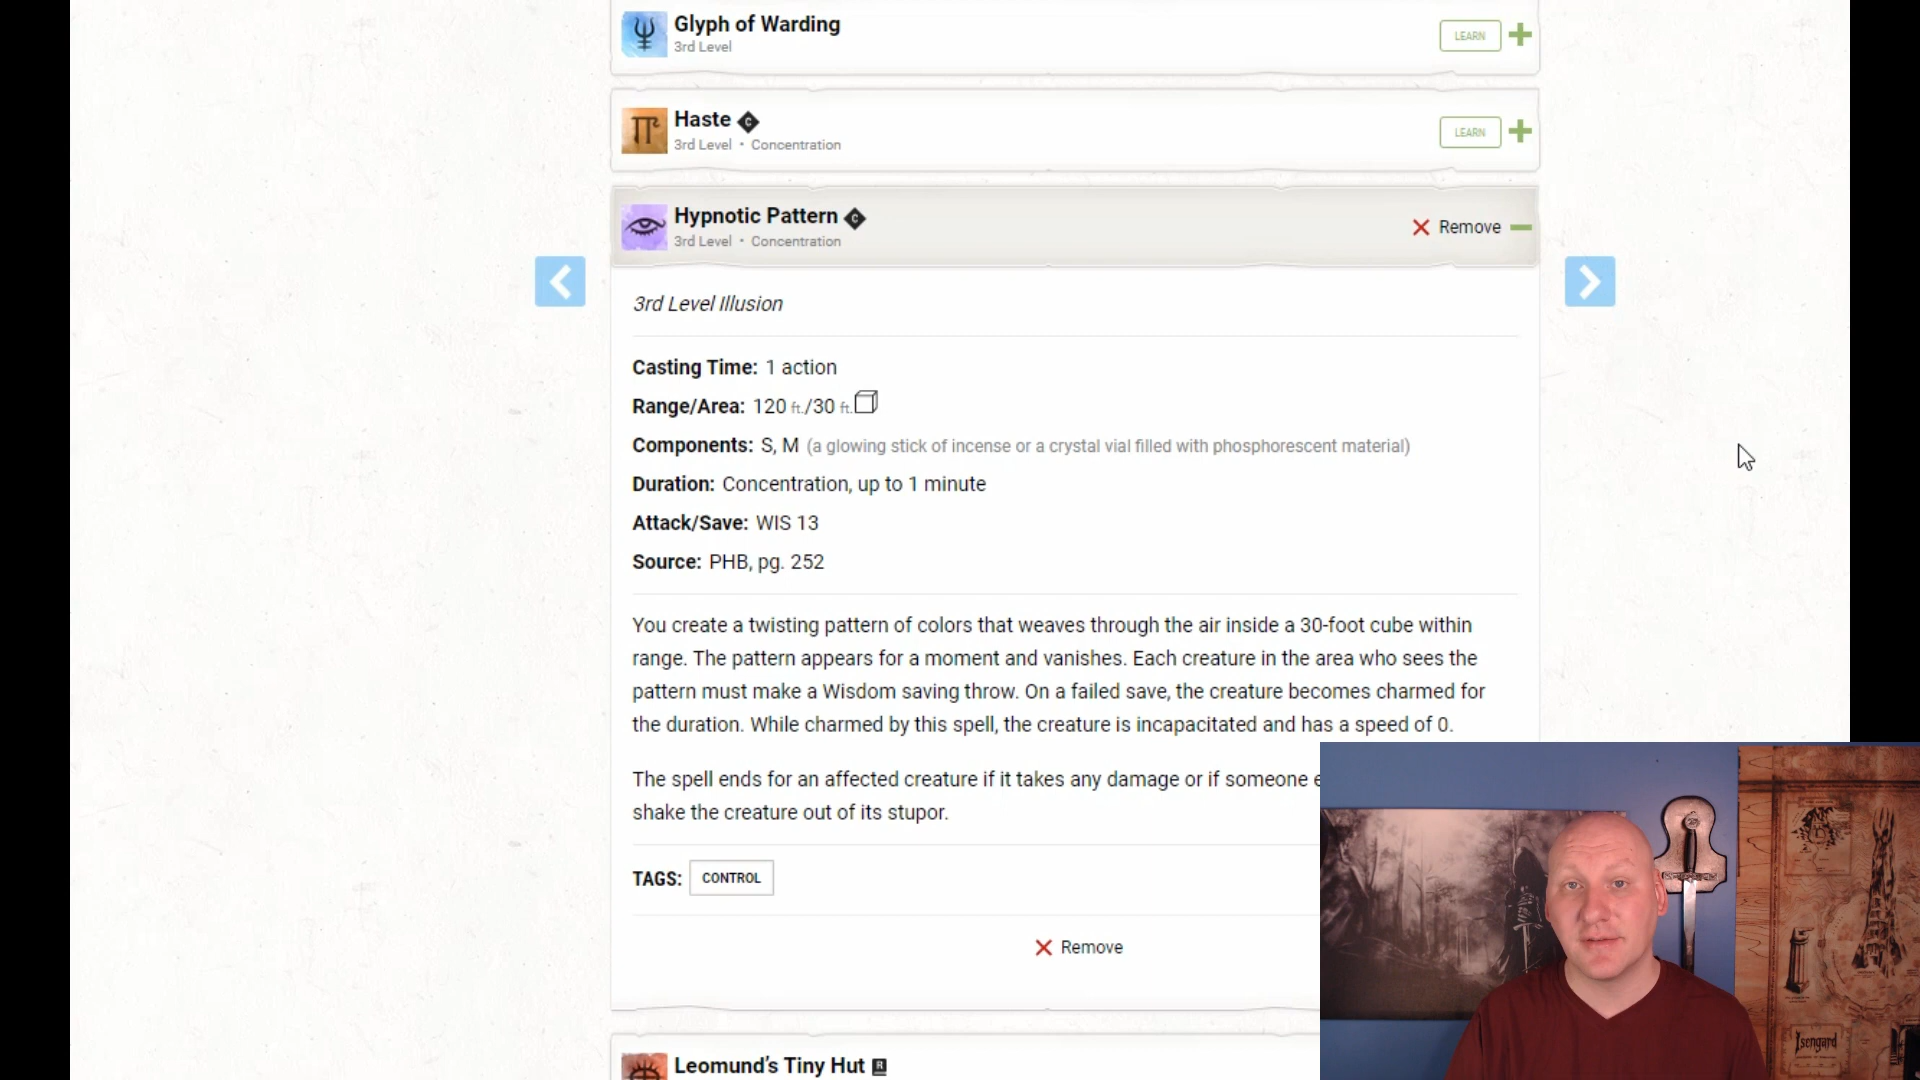 Glyph of Warding
3rd Level
LEARN
Haste
3rd Level • Concentration
LEARN
Hypnotic Pattern
3rd Level • Concentration
Remove
3rd Level Illusion
Casting Time: 1 action
Range/Area: 120 ft./30 ft.
Components: S, M (a glowing stick of incense or a crystal vial filled with phosphorescent material)
Duration: Concentration, up to 1 minute
Attack/Save: WIS 13
Source: PHB, pg. 252
You create a twisting pattern of colors that weaves through the air inside a 30-foot cube within
range. The pattern appears for a moment and vanishes. Each creature in the area who sees the
pattern must make a Wisdom saving throw. On a failed save, the creature becomes charmed for
the duration. While charmed by this spell, the creature is incapacitated and has a speed of 0.
The spell ends for an affected creature if it takes any damage or if someone
shake the creature out of its stupor.
TAGS: CONTROL
Remove
Leomund's Tiny Hut
Isengard